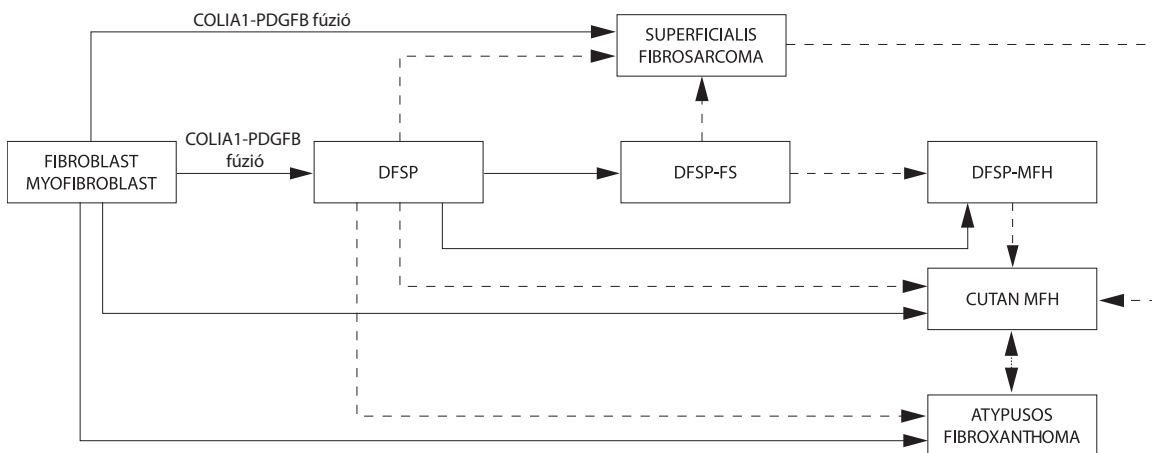 COLIA1-PDGFB fúzió
SUPERFICIALIS
FIBROSARCOMA
COLIA1-PDGFB
fúzió
FIBROBLAST
MYOFIBROBLAST
DFSP
DFSP-FS
DFSP-MFH
CUTAN MFH
ATYPUSOS
FIBROXANTHOMA